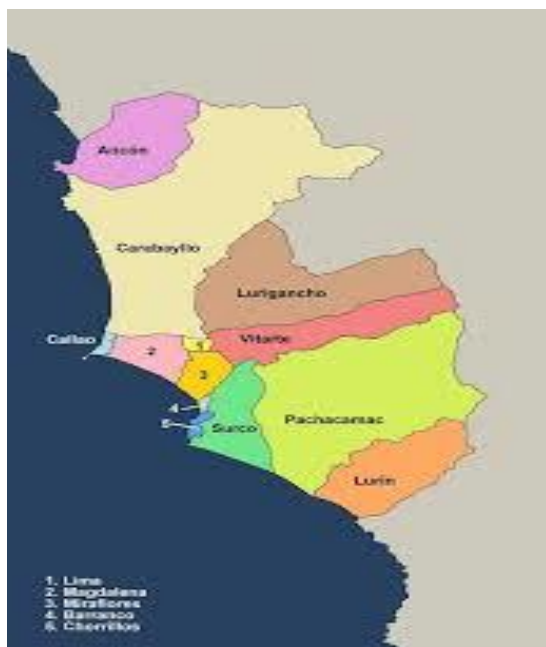 Ancón
Carabayllo
Lurigancho
Callao
2
1
Vitarte
3
4
5
Surco
Pachacamac
Lurín
1. Lima
2. Magdalena
3. Miraflores
4. Barranco
5. Chorrillos